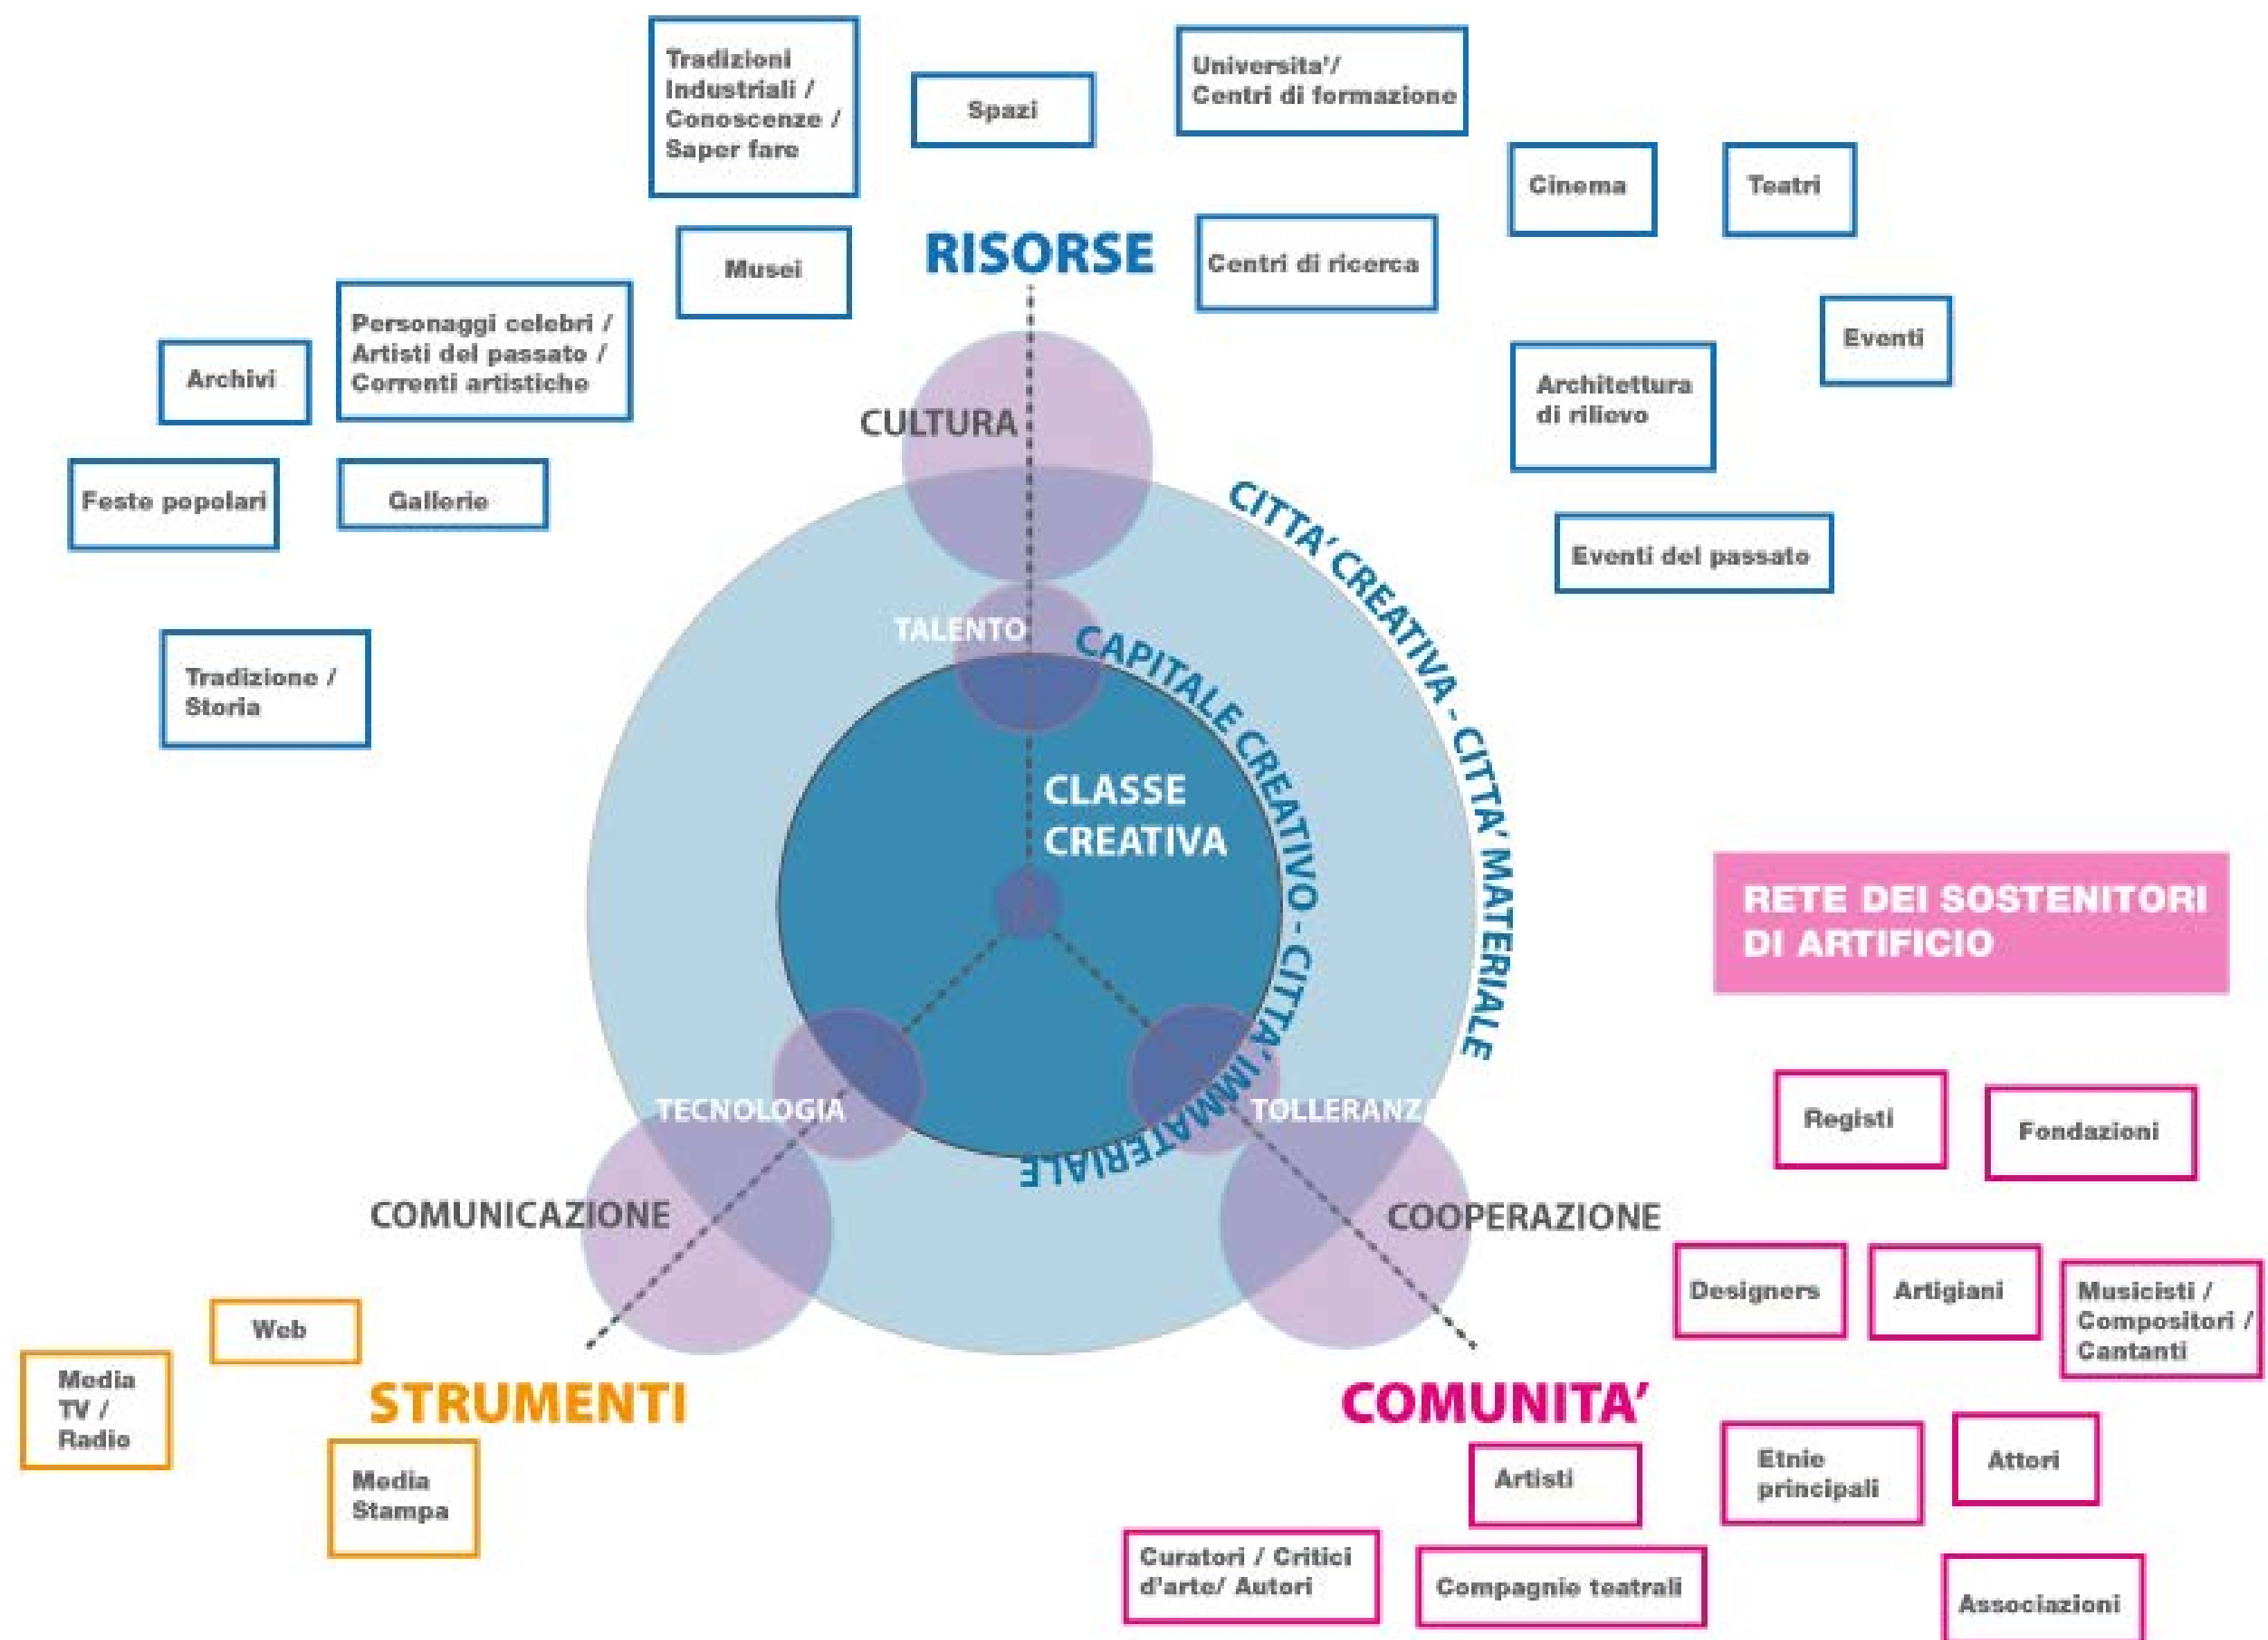 Tradizioni
Industriali /
Conoscenze /
Saper fare
Spazi
Universita'/
Centri di formazione
Cinema
Teatri
Musei
RISORSE
Centri di ricerca
Personaggi celebri /
Artisti del passato /
Correnti artistiche
Archivi
Eventi
Architettura
di rilievo
CULTURA
Feste popolari
Gallerie
Eventi del passato
CITTA' CREATIVA - CITTA' MATERIALE
TALENTO
CAPITALE CREATIVO - CITTA' IMMATERIALE
Tradizione /
Storia
CLASSE
CREATIVA
RETE DEI SOSTENITORI
DI ARTIFICIO
TECNOLOGIA
TOLLERANZ
Registi
Fondazioni
COMUNICAZIONE
COOPERAZIONE
Designers
Artigiani
Musicisti /
Compositori /
Cantanti
Web
Media
TV /
Radio
STRUMENTI
COMUNITA'
Media
Stampa
Artisti
Etnie
principali
Attori
Curatori / Critici
d'arte/ Autori
Compagnie teatrali
Associazioni